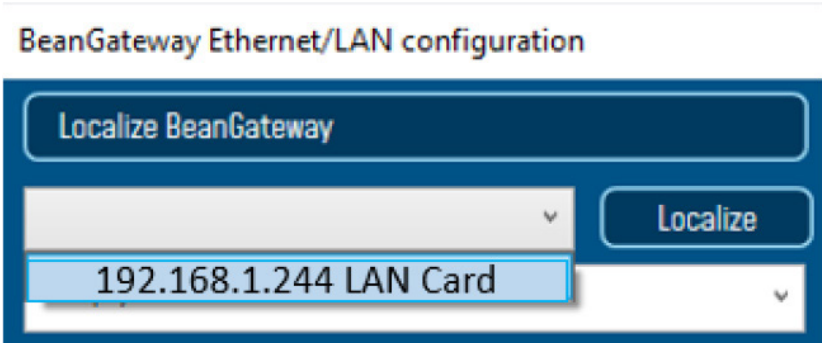 BeanGateway Ethernet/LAN configuration
Localize BeanGateway
Localize
192.168.1.244 LAN Card